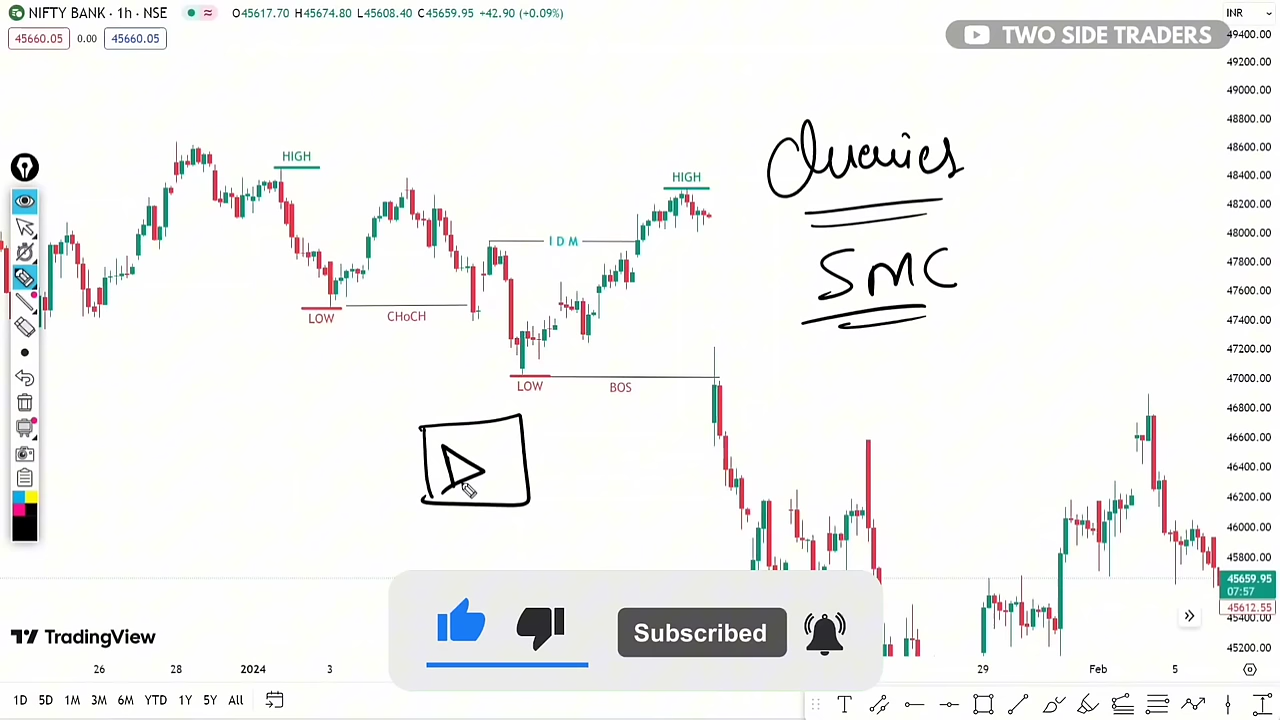 NIFTY BANK · 1h · NSE
O45617.70 H45674.80 L45608.40 C45659.95 +42.90 (+0.09%)
INR
45660.05 0.00 45660.05
TWO SIDE TRADERS
49400.00
49200.00
49000.00
48800.00
48600.00
48400.00
48200.00
48000.00
47800.00
47600.00
47400.00
47200.00
47000.00
46800.00
46600.00
46400.00
46200.00
46000.00
45800.00
45659.95
07:57
45612.55
45400.00
45200.00
HIGH
HIGH
Queries
IDM
SMC
LOW
CHoCH
LOW
BOS
Subscribed
TradingView
26 28 2024 3 29 Feb 5
1D 5D 1M 3M 6M YTD 1Y 5Y All